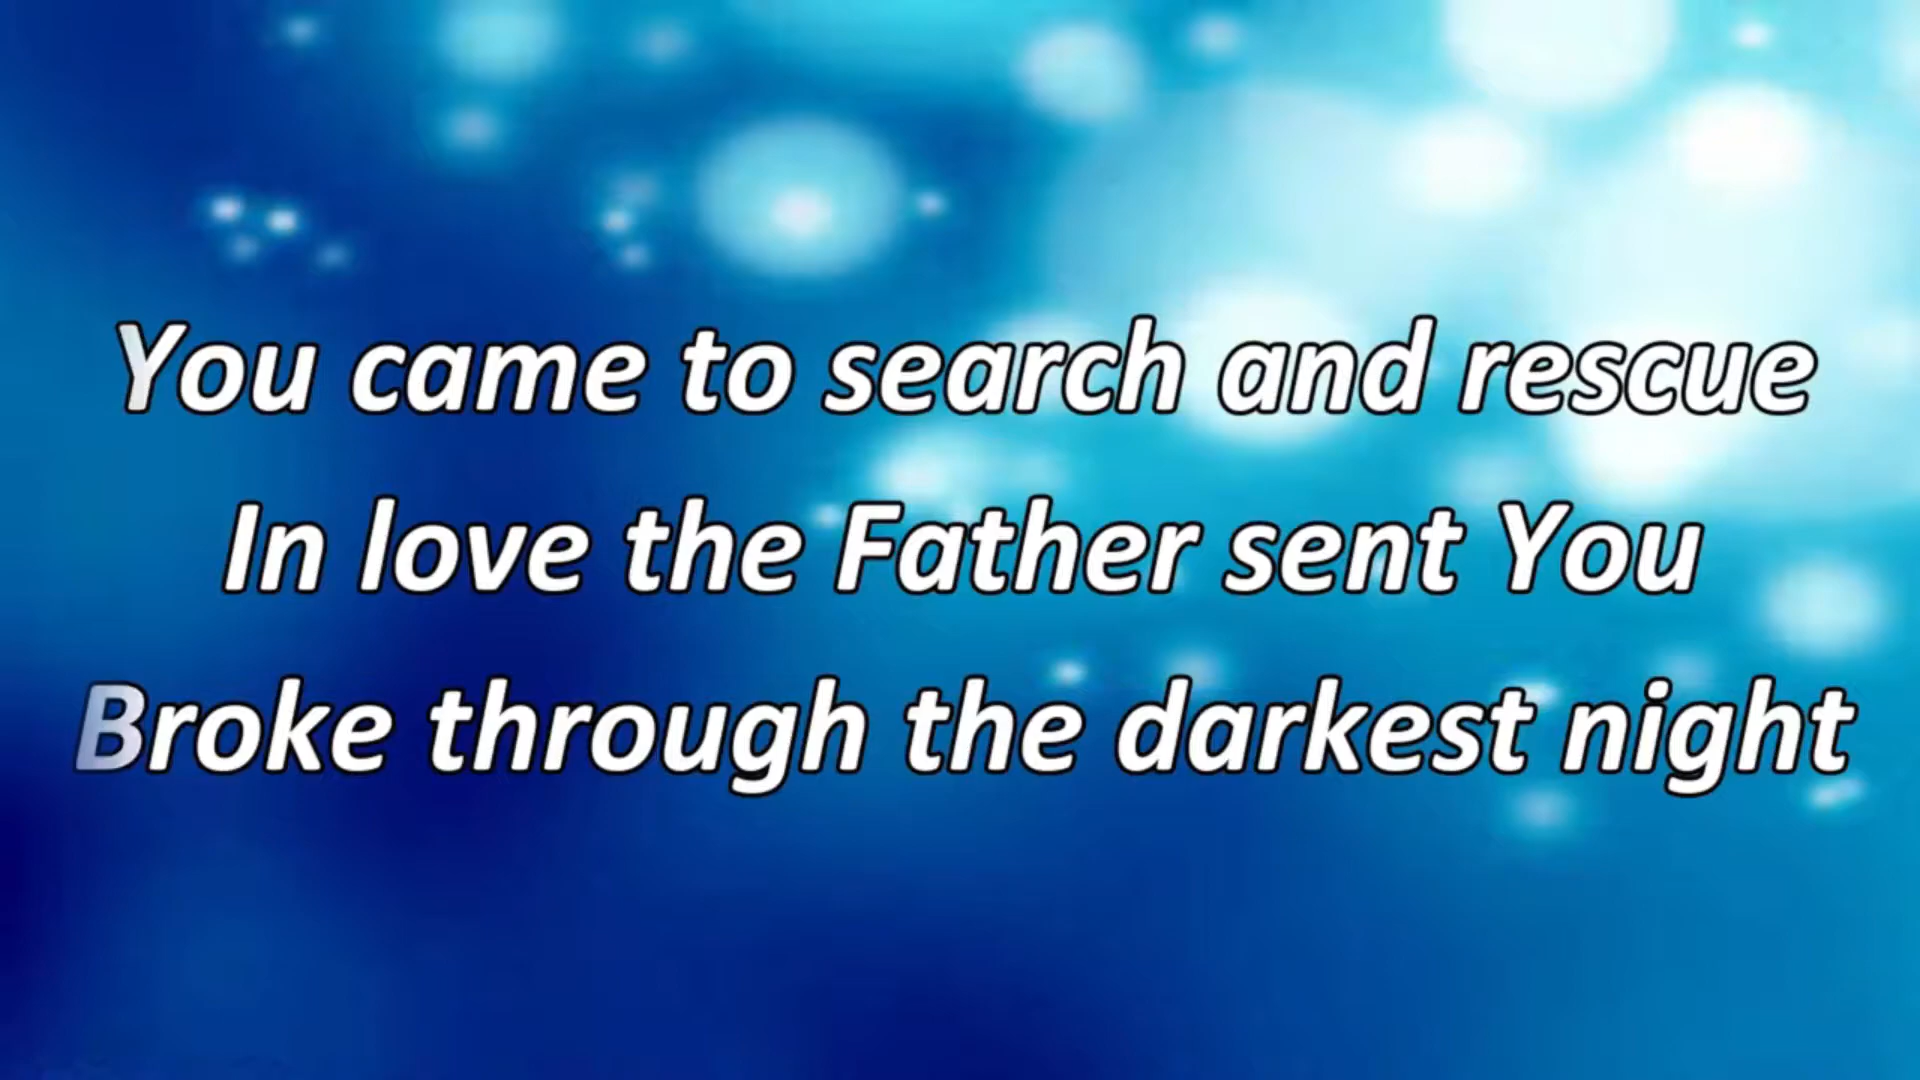 You came to search and rescue
In love the Father sent You
Broke through the darkest night